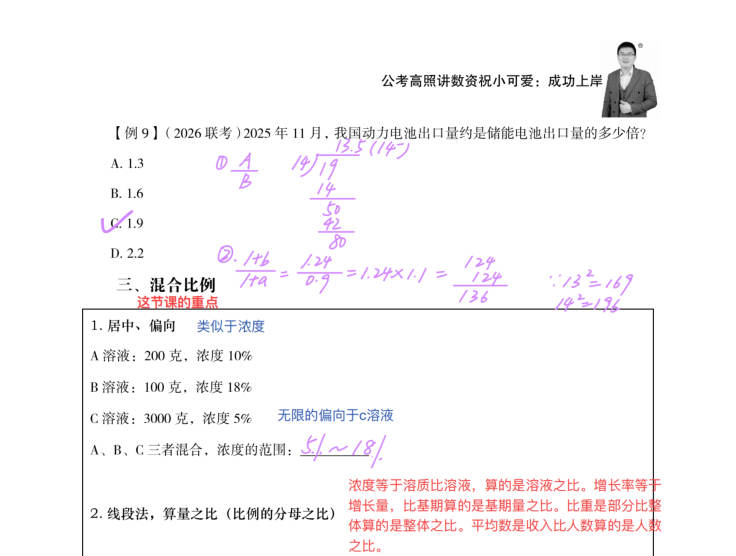 公考高照讲数资祝小可爱：成功上岸
【例 9】（2026 联考）2025 年 11 月，我国动力电池出口量约是储能电池出口量的多少倍？
A. 1.3
B. 1.6
C. 1.9
D. 2.2
① A/B
13.5 (14-)
14 19
14
50
42
80
② 1+b/1+a = 1.24/0.9 = 1.24×1.1 =
124
124
136
∵ 13²=169
14²=196
三、混合比例
这节课的重点
1. 居中、偏向 类似于浓度
A 溶液：200 克，浓度 10%
B 溶液：100 克，浓度 18%
C 溶液：3000 克，浓度 5% 无限的偏向于c溶液
A、B、C 三者混合，浓度的范围：5%～18%
浓度等于溶质比溶液，算的是溶液之比。增长率等于
增长量，比基期算的是基期量之比。比重是部分比整
体算的是整体之比。平均数是收入比人数算的是人数
之比。
2. 线段法，算量之比（比例的分母之比）